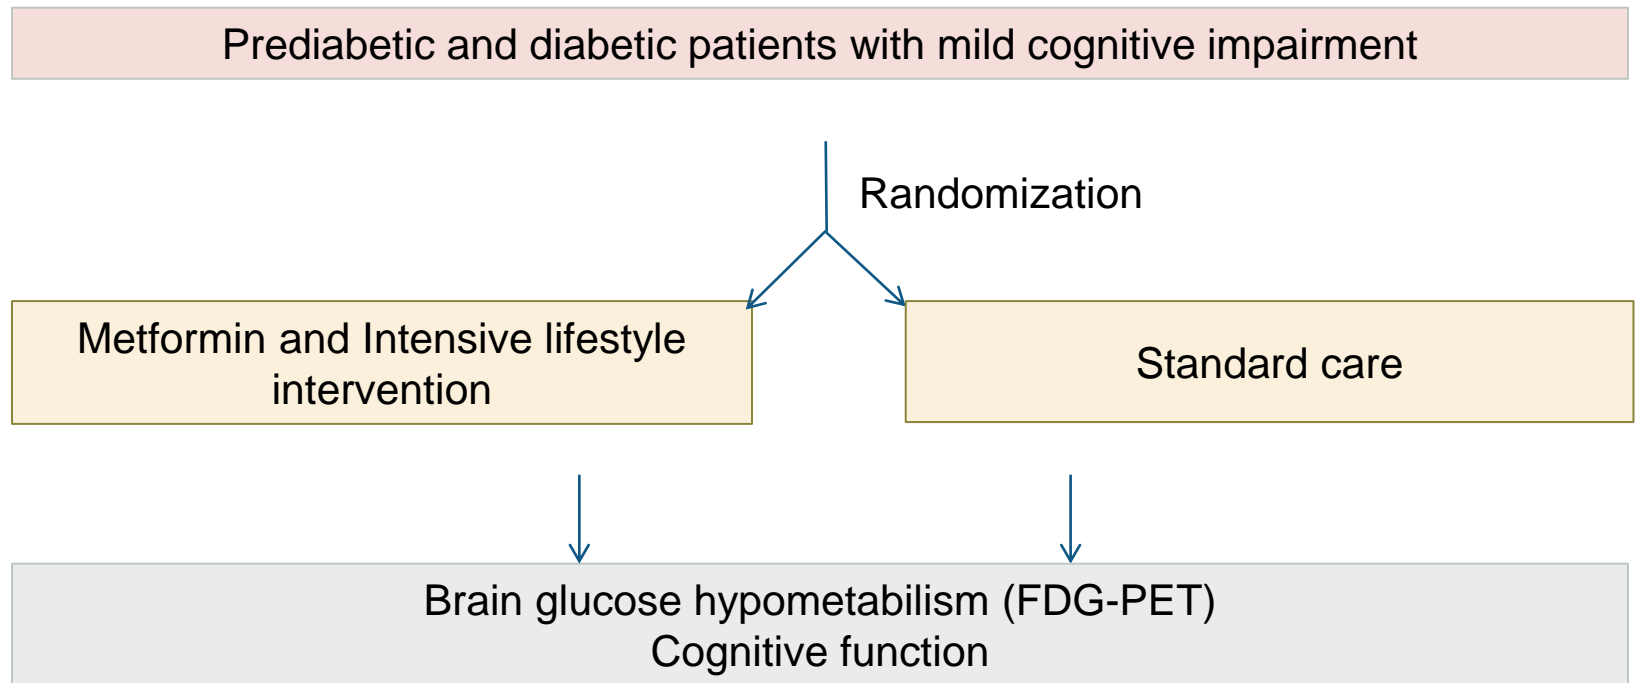 Prediabetic and diabetic patients with mild cognitive impairment
Randomization
Metformin and Intensive lifestyle
intervention
Standard care
Brain glucose hypometabilism (FDG-PET)
Cognitive function